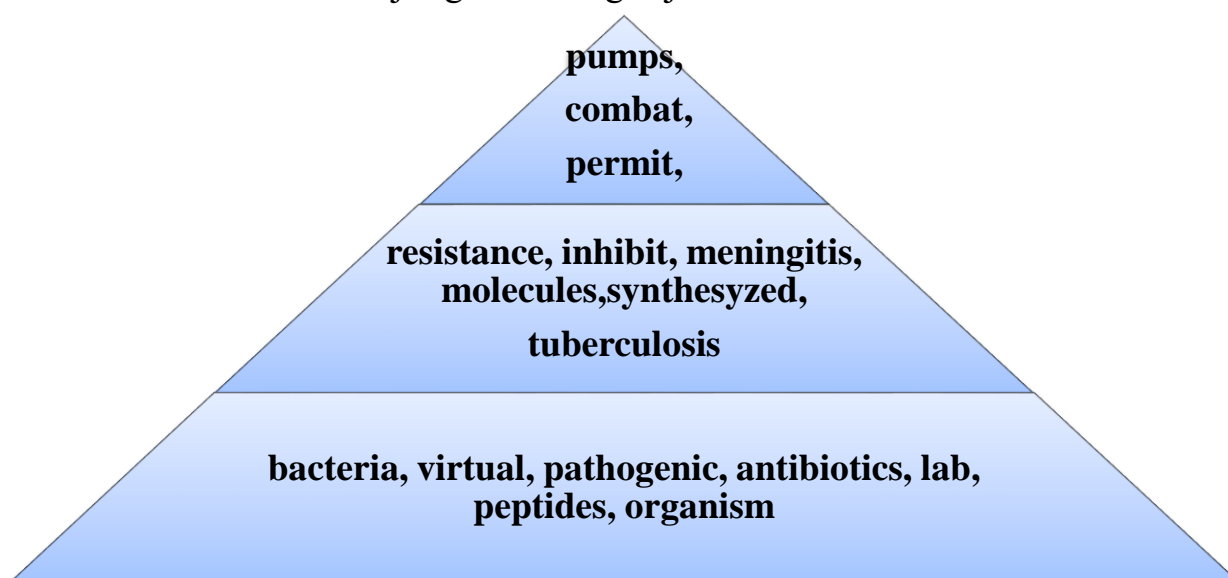 pumps,
combat,
permit,
resistance, inhibit, meningitis,
molecules,synthesyzed,
tuberculosis
bacteria, virtual, pathogenic, antibiotics, lab,
peptides, organism